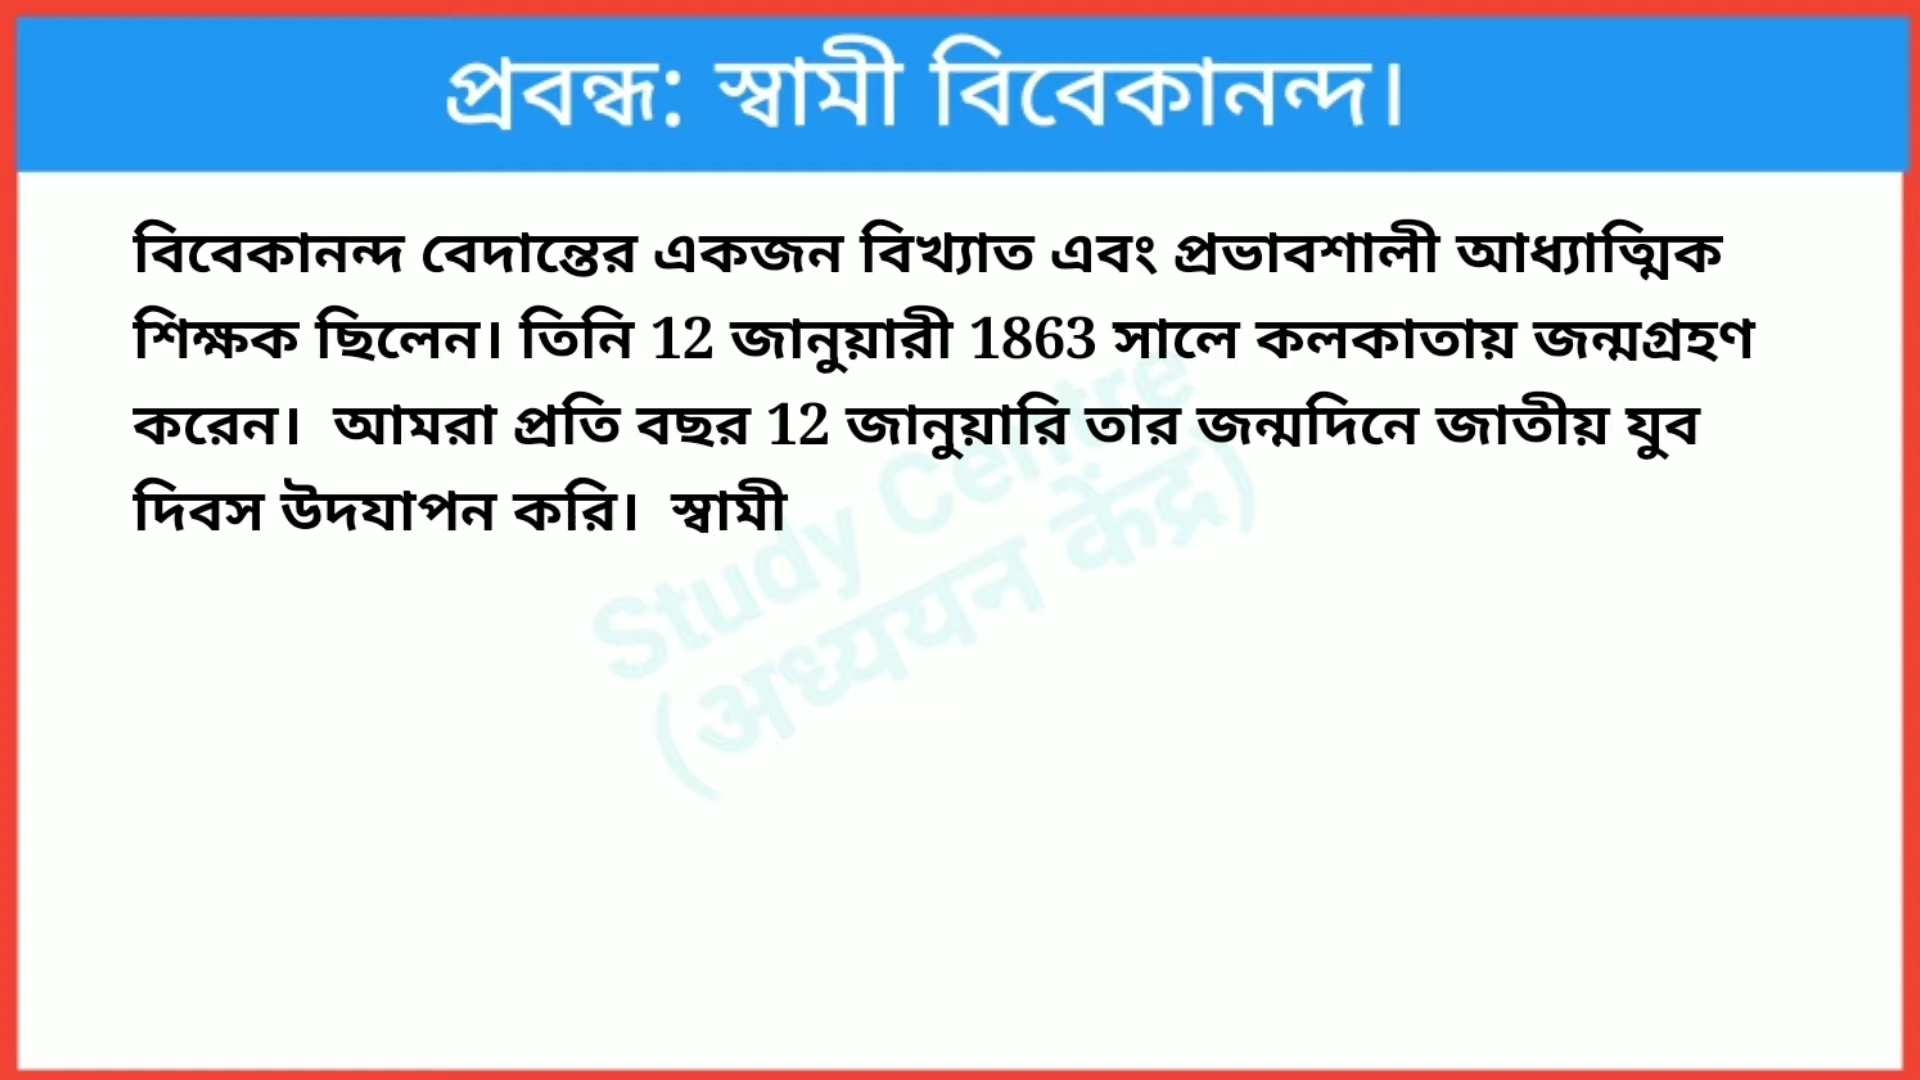 প্রবন্ধ: স্বামী বিবেকানন্দ।
বিবেকানন্দ বেদান্তের একজন বিখ্যাত এবং প্রভাবশালী আধ্যাত্মিক
শিক্ষক ছিলেন। তিনি 12 জানুয়ারী 1863 সালে কলকাতায় জন্মগ্রহণ
করেন। আমরা প্রতি বছর 12 জানুয়ারি তার জন্মদিনে জাতীয় যুব
দিবস উদযাপন করি। স্বামী
Study Centre
(अध्ययन केंद्र)